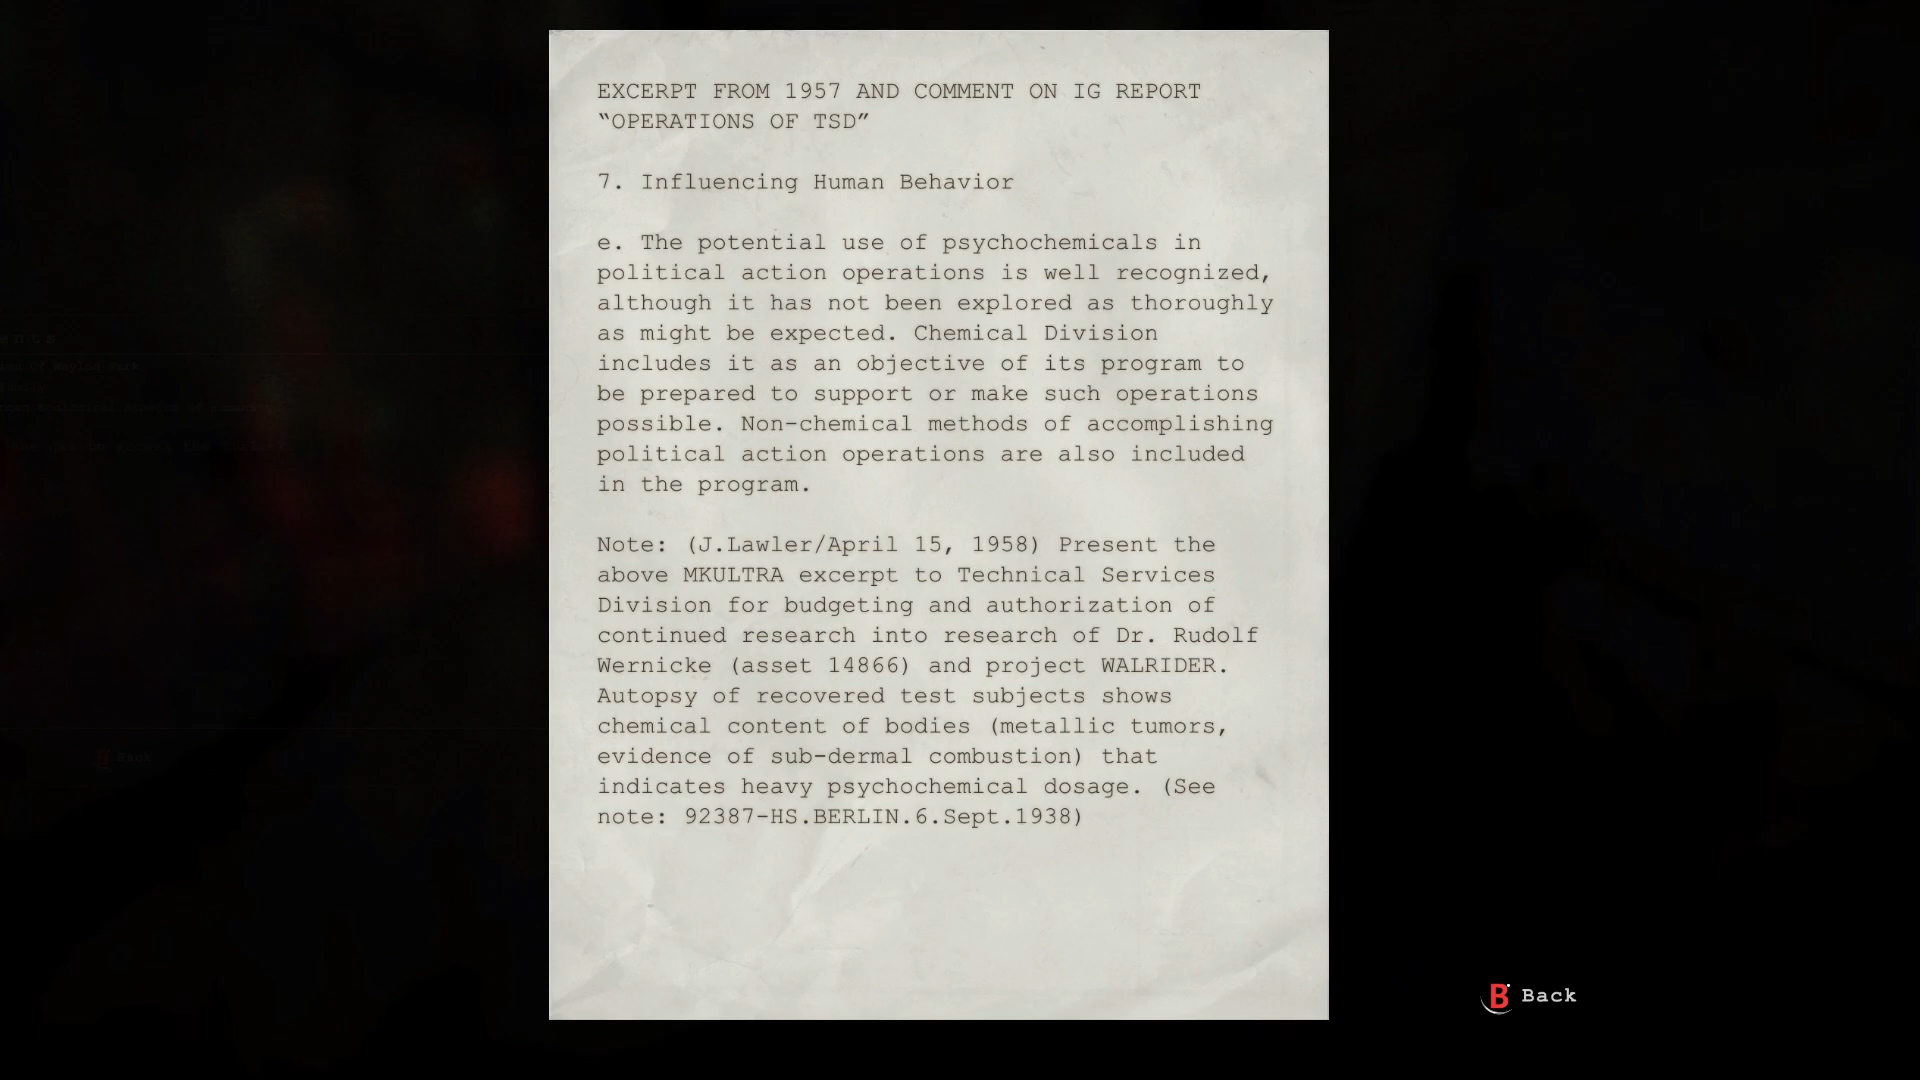 EXCERPT FROM 1957 AND COMMENT ON IG REPORT
“OPERATIONS OF TSD”
7. Influencing Human Behavior
e. The potential use of psychochemicals in
political action operations is well recognized,
although it has not been explored as thoroughly
as might be expected. Chemical Division
includes it as an objective of its program to
be prepared to support or make such operations
possible. Non-chemical methods of accomplishing
political action operations are also included
in the program.
Note: (J.Lawler/April 15, 1958) Present the
above MKULTRA excerpt to Technical Services
Division for budgeting and authorization of
continued research into research of Dr. Rudolf
Wernicke (asset 14866) and project WALRIDER.
Autopsy of recovered test subjects shows
chemical content of bodies (metallic tumors,
evidence of sub-dermal combustion) that
indicates heavy psychochemical dosage. (See
note: 92387-HS.BERLIN.6.Sept.1938)
ents
Back
B Back